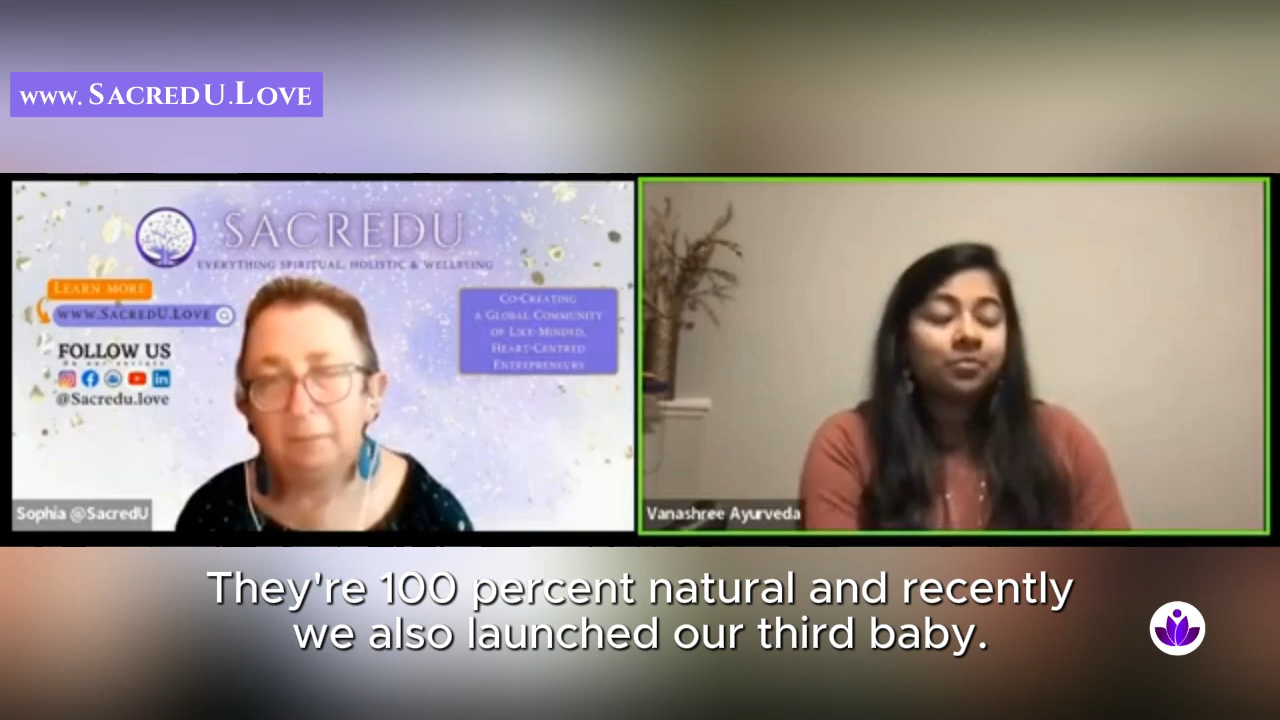 www. SACREDU.LOVE
SACREDU
EVERYTHING SPIRITUAL, HOLISTIC & WELLBEING
LEARN MORE
WWW.SACREDU.LOVE
FOLLOW US
@Sacredu.love
CO-CREATING
A GLOBAL COMMUNITY
OF LIKE-MINDED,
HEART-CENTRED
ENTREPRENEURS
Sophia @SacredU
Vanashree Ayurveda
They're 100 percent natural and recently
we also launched our third baby.